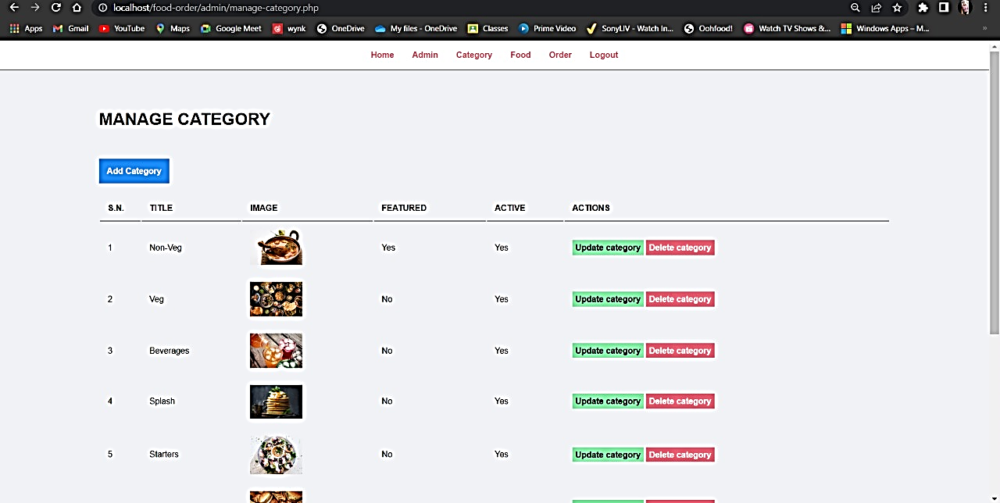 localhost/food-order/admin/manage-category.php
Apps Gmail YouTube Maps Google Meet wynk OneDrive My files - OneDrive Classes Prime Video SonyLIV - Watch In... Oohfood! Watch TV Shows &... Windows Apps – M... »
Home Admin Category Food Order Logout
MANAGE CATEGORY
Add Category
S.N. TITLE IMAGE FEATURED ACTIVE ACTIONS
1 Non-Veg Yes Yes Update category Delete category
2 Veg No Yes Update category Delete category
3 Beverages No Yes Update category Delete category
4 Splash No Yes Update category Delete category
5 Starters No Yes Update category Delete category